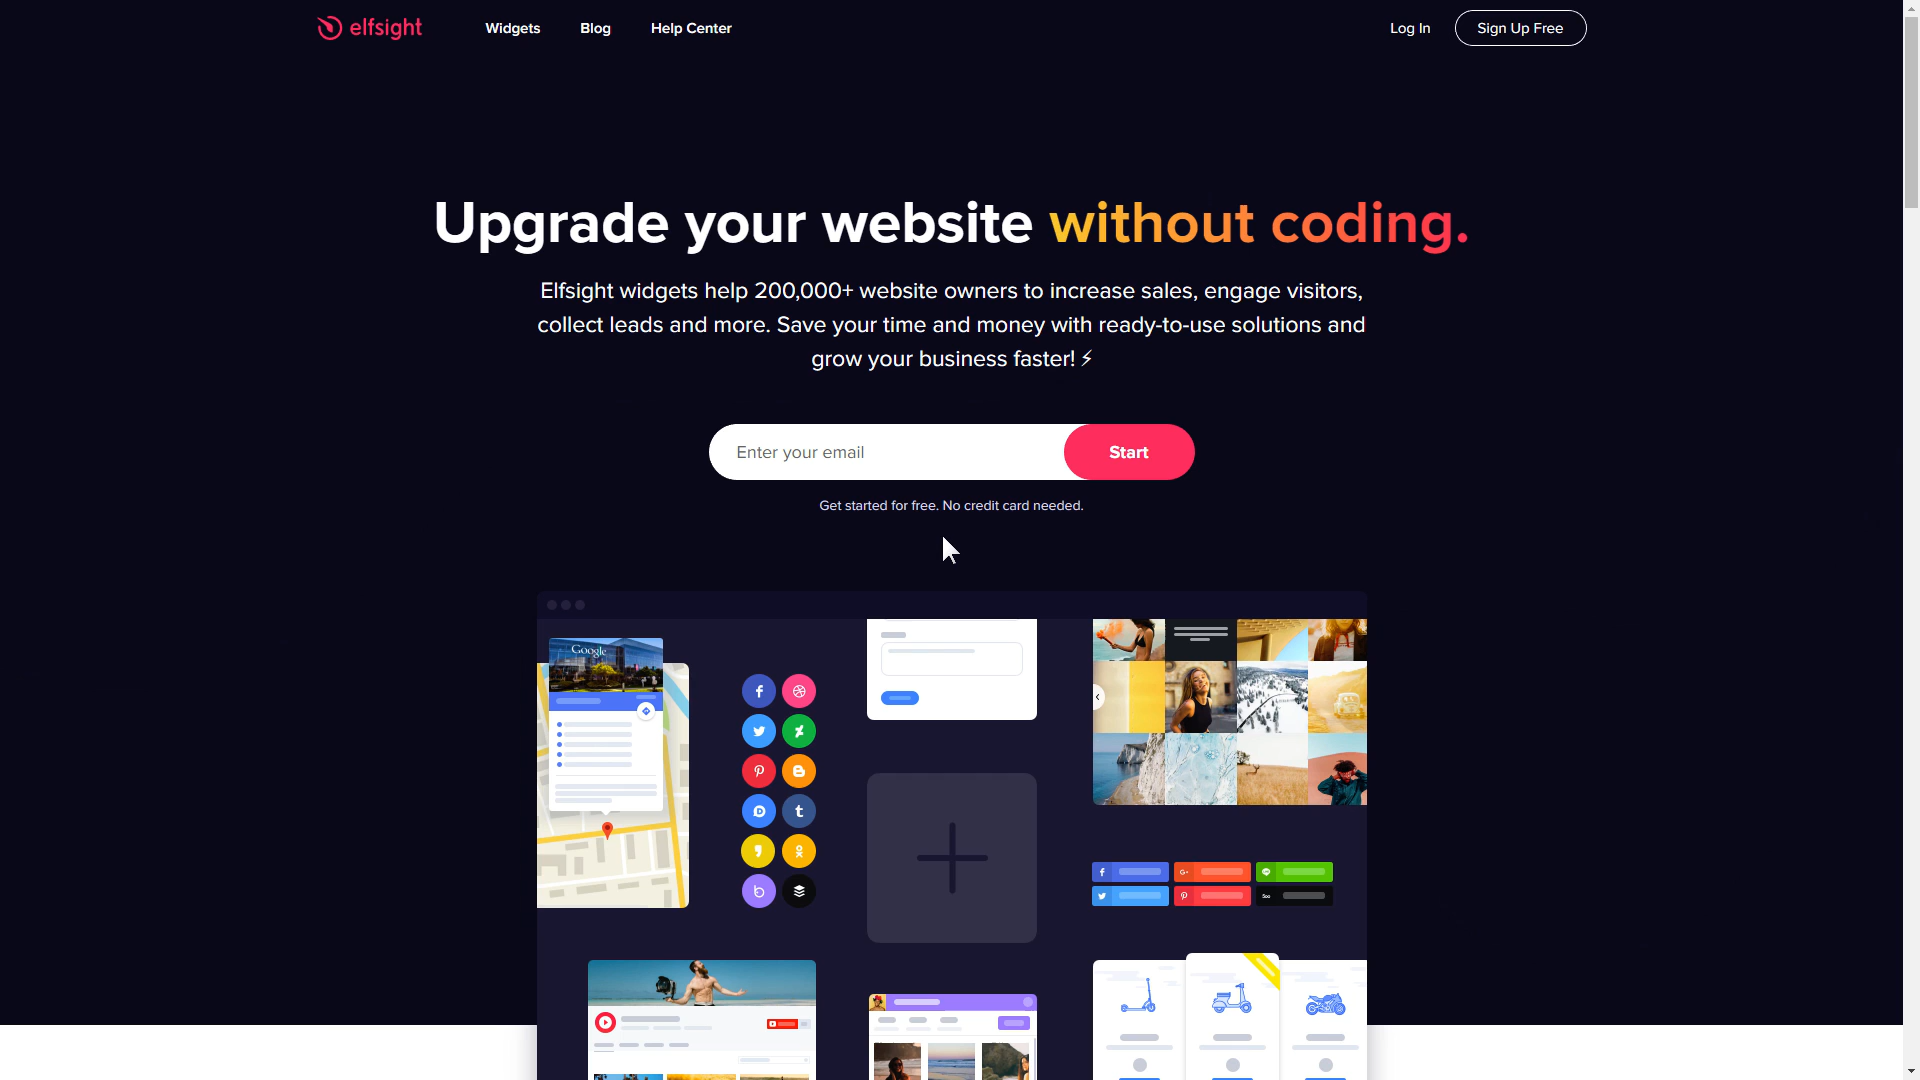 elfsight
Widgets
Blog
Help Center
Log In
Sign Up Free
Upgrade your website without coding.
Elfsight widgets help 200,000+ website owners to increase sales, engage visitors,
collect leads and more. Save your time and money with ready-to-use solutions and
grow your business faster! ⚡
Enter your email
Start
Get started for free. No credit card needed.
Google